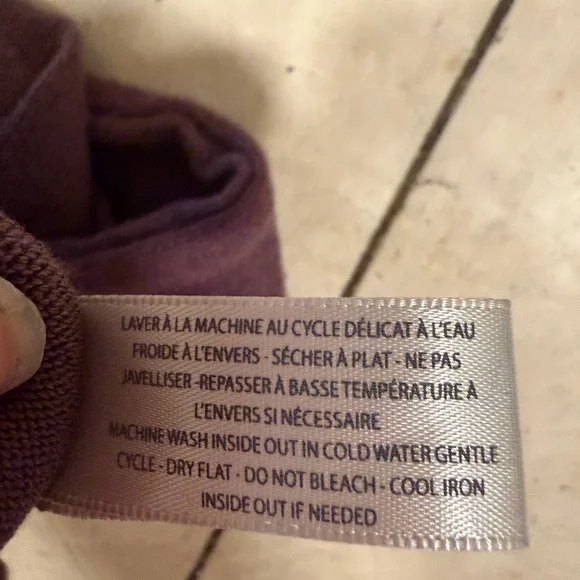 LAVER À LA MACHINE AU CYCLE DÉLICAT À L'EAU
FROIDE À L'ENVERS - SÉCHER À PLAT - NE PAS
JAVELLISER -REPASSER À BASSE TEMPÉRATURE À
L'ENVERS SI NÉCESSAIRE
MACHINE WASH INSIDE OUT IN COLD WATER GENTLE
CYCLE - DRY FLAT - DO NOT BLEACH - COOL IRON
INSIDE OUT IF NEEDED